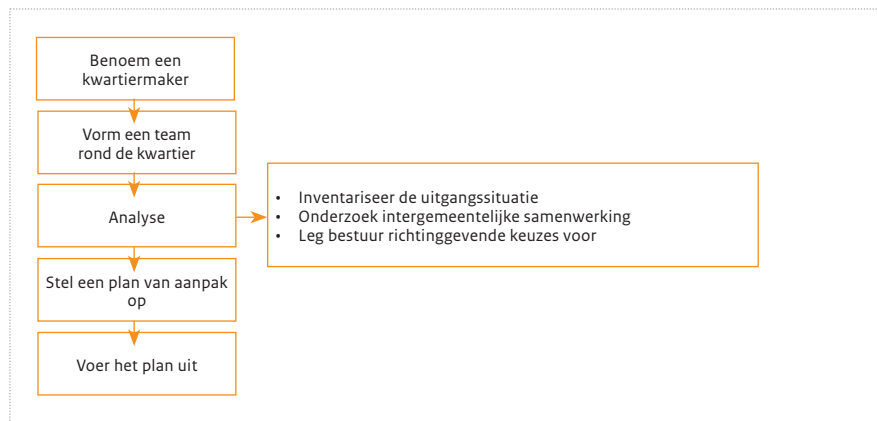 Benoem een
kwartiermaker
Vorm een team
rond de kwartier
Analyse
• Inventariseer de uitgangssituatie
• Onderzoek intergemeentelijke samenwerking
• Leg bestuur richtinggevende keuzes voor
Stel een plan van aanpak
op
Voer het plan uit